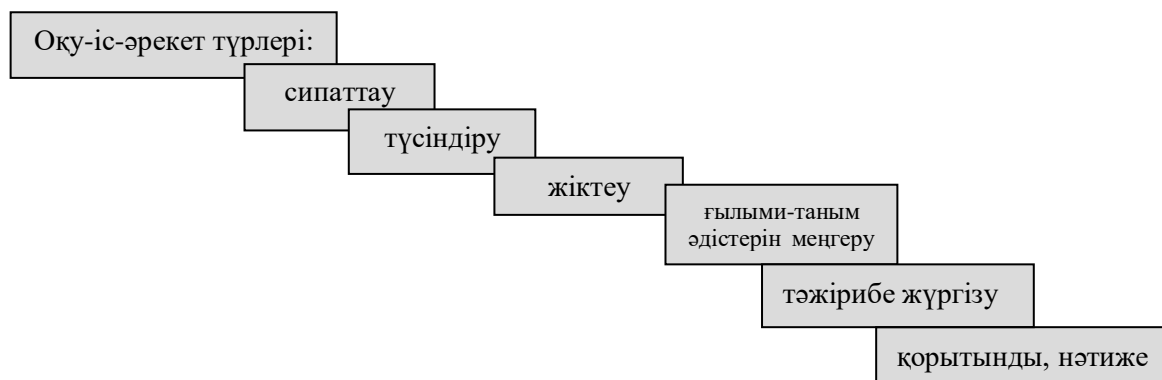 Оқу-іс-әрекет түрлері:
сипаттау
түсіндіру
жіктеу
ғылыми-таным
әдістерін меңгеру
тәжірибе жүргізу
қорытынды, нәтиже